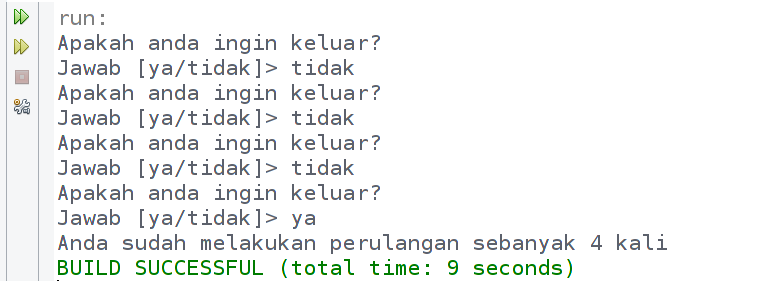 run:
Apakah anda ingin keluar?
Jawab [ya/tidak]> tidak
Apakah anda ingin keluar?
Jawab [ya/tidak]> tidak
Apakah anda ingin keluar?
Jawab [ya/tidak]> tidak
Apakah anda ingin keluar?
Jawab [ya/tidak]> ya
Anda sudah melakukan perulangan sebanyak 4 kali
BUILD SUCCESSFUL (total time: 9 seconds)